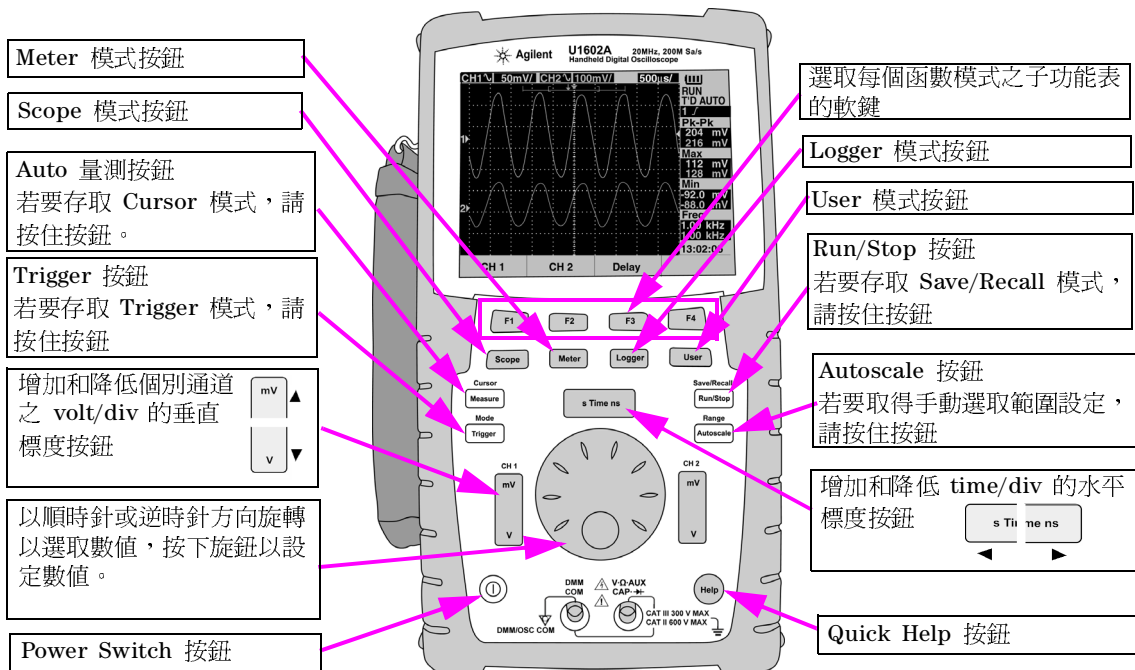 Meter 模式按鈕
Scope 模式按鈕
Auto 量測按鈕
若要存取 Cursor 模式，請
按住按鈕。
Trigger 按鈕
若要存取 Trigger 模式，請
按住按鈕
增加和降低個別通道
之 volt/div 的垂直
標度按鈕
mV
V
以順時針或逆時針方向旋轉
以選取數值，按下旋鈕以設
定數值。
Power Switch 按鈕
Agilent U1602A 20MHz, 200M Sa/s
Handheld Digital Oscilloscope
CH1 50mV/ CH2 100mV/ 500µs/
RUN
T'D AUTO
1
Pk-Pk
204 mV
216 mV
Max
112 mV
128 mV
Min
-92.0 mV
-88.0 mV
Freq
1.00 kHz
1.00 kHz
13:02:06
1
2
CH 1 CH 2 Delay
F1 F2 F3 F4
Scope Meter Logger User
Cursor
Measure
Mode
Trigger
s Time ns
Save/Recall
Run/Stop
Range
Autoscale
CH 1
mV
V
CH 2
mV
V
DMM
COM
V·Ω·AUX
CAP·
Help
CAT III 300 V MAX
CAT II 600 V MAX
DMM/OSC COM
選取每個函數模式之子功能表
的軟鍵
Logger 模式按鈕
User 模式按鈕
Run/Stop 按鈕
若要存取 Save/Recall 模式，
請按住按鈕
Autoscale 按鈕
若要取得手動選取範圍設定，
請按住按鈕
增加和降低 time/div 的水平
標度按鈕
s Time ns
Quick Help 按鈕